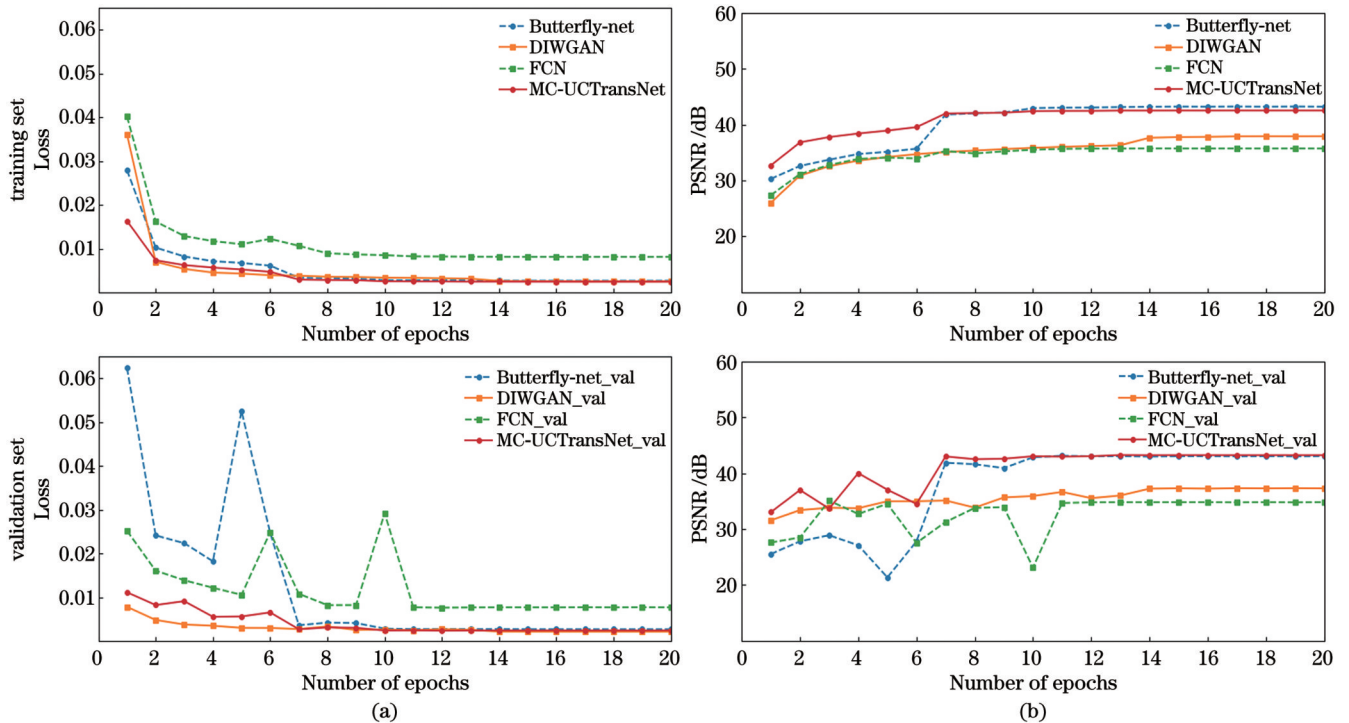 0.06
0.05
0.04
0.03
0.02
0.01
training set
Loss
Butterfly-net
DIWGAN
FCN
MC-UCTransNet
0 2 4 6 8 10 12 14 16 18 20
Number of epochs
60
50
40
30
20
PSNR /dB
Butterfly-net
DIWGAN
FCN
MC-UCTransNet
0 2 4 6 8 10 12 14 16 18 20
Number of epochs
0.06
0.05
0.04
0.03
0.02
0.01
validation set
Loss
Butterfly-net_val
DIWGAN_val
FCN_val
MC-UCTransNet_val
0 2 4 6 8 10 12 14 16 18 20
Number of epochs
(a)
60
50
40
30
20
PSNR /dB
Butterfly-net_val
DIWGAN_val
FCN_val
MC-UCTransNet_val
0 2 4 6 8 10 12 14 16 18 20
Number of epochs
(b)